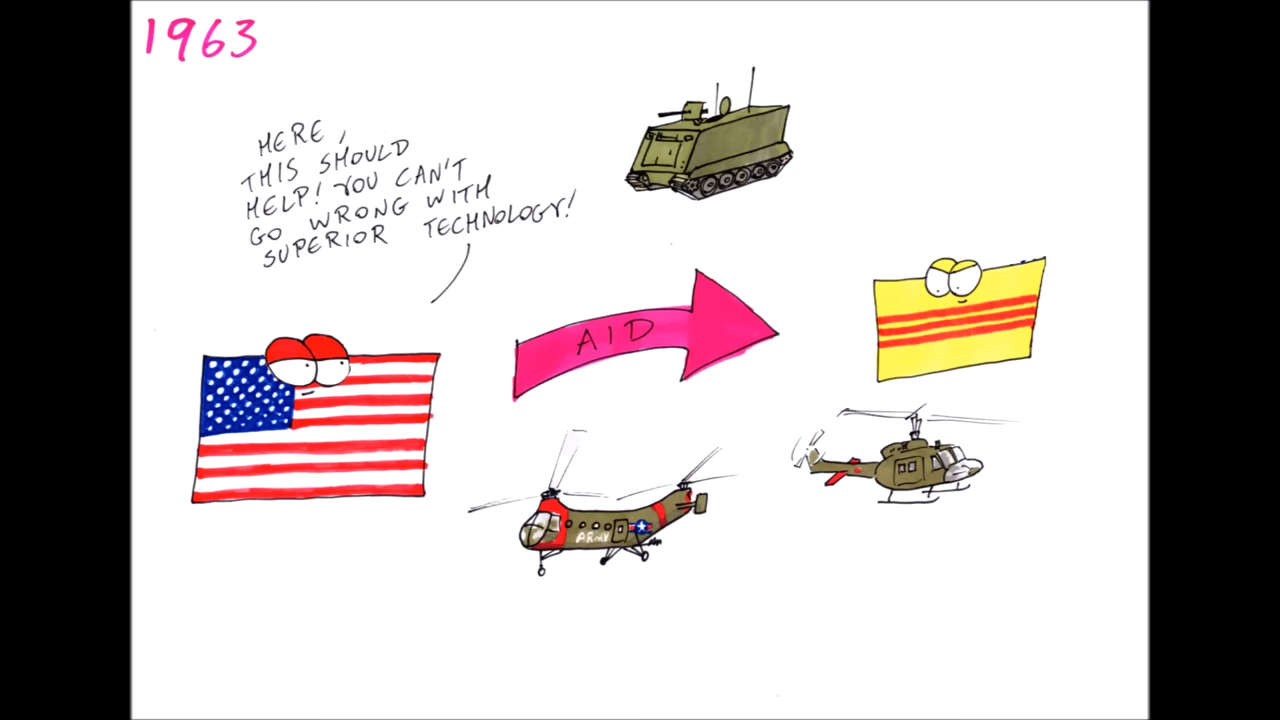 1963
HERE,
THIS SHOULD
HELP! YOU CAN'T
GO WRONG WITH
SUPERIOR TECHNOLOGY!
AID
ARMY